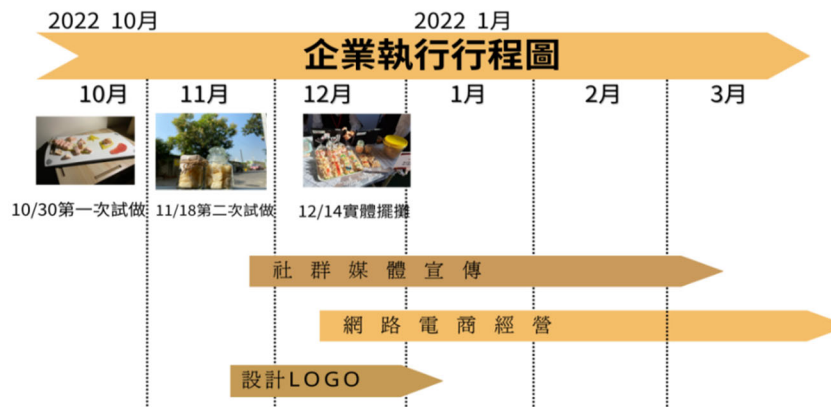 2022 10月
2022 1月
企業執行行程圖
10月
11月
12月
1月
2月
3月
10/30第一次試做
11/18第二次試做
12/14實體擺攤
社群媒體宣傳
網路電商經營
設計LOGO